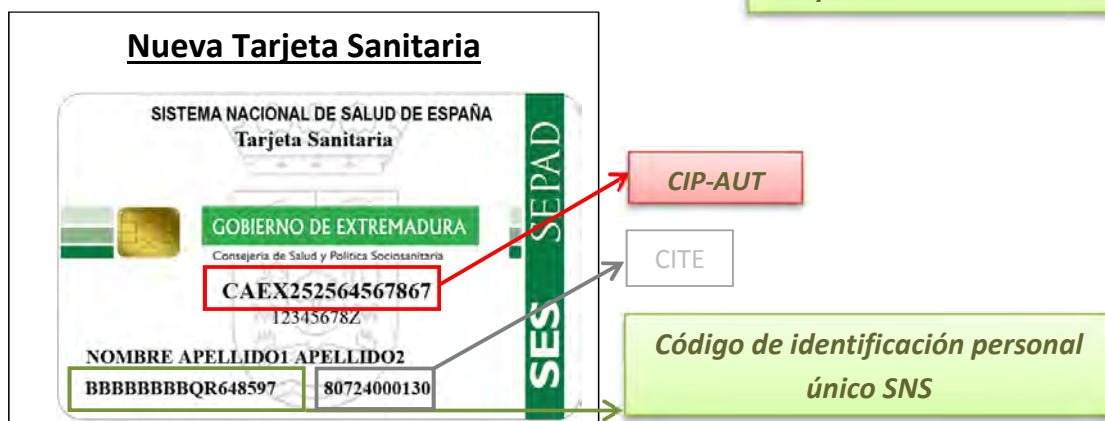 Nueva Tarjeta Sanitaria
SISTEMA NACIONAL DE SALUD DE ESPAÑA
Tarjeta Sanitaria
GOBIERNO DE EXTREMADURA
Consejería de Salud y Política Sociosanitaria
CAEX252564567867
12345678Z
NOMBRE APELLIDO1 APELLIDO2
BBBBBBBBQR648597 80724000130
SES SEPAD
CIP-AUT
CITE
Código de identificación personal
único SNS